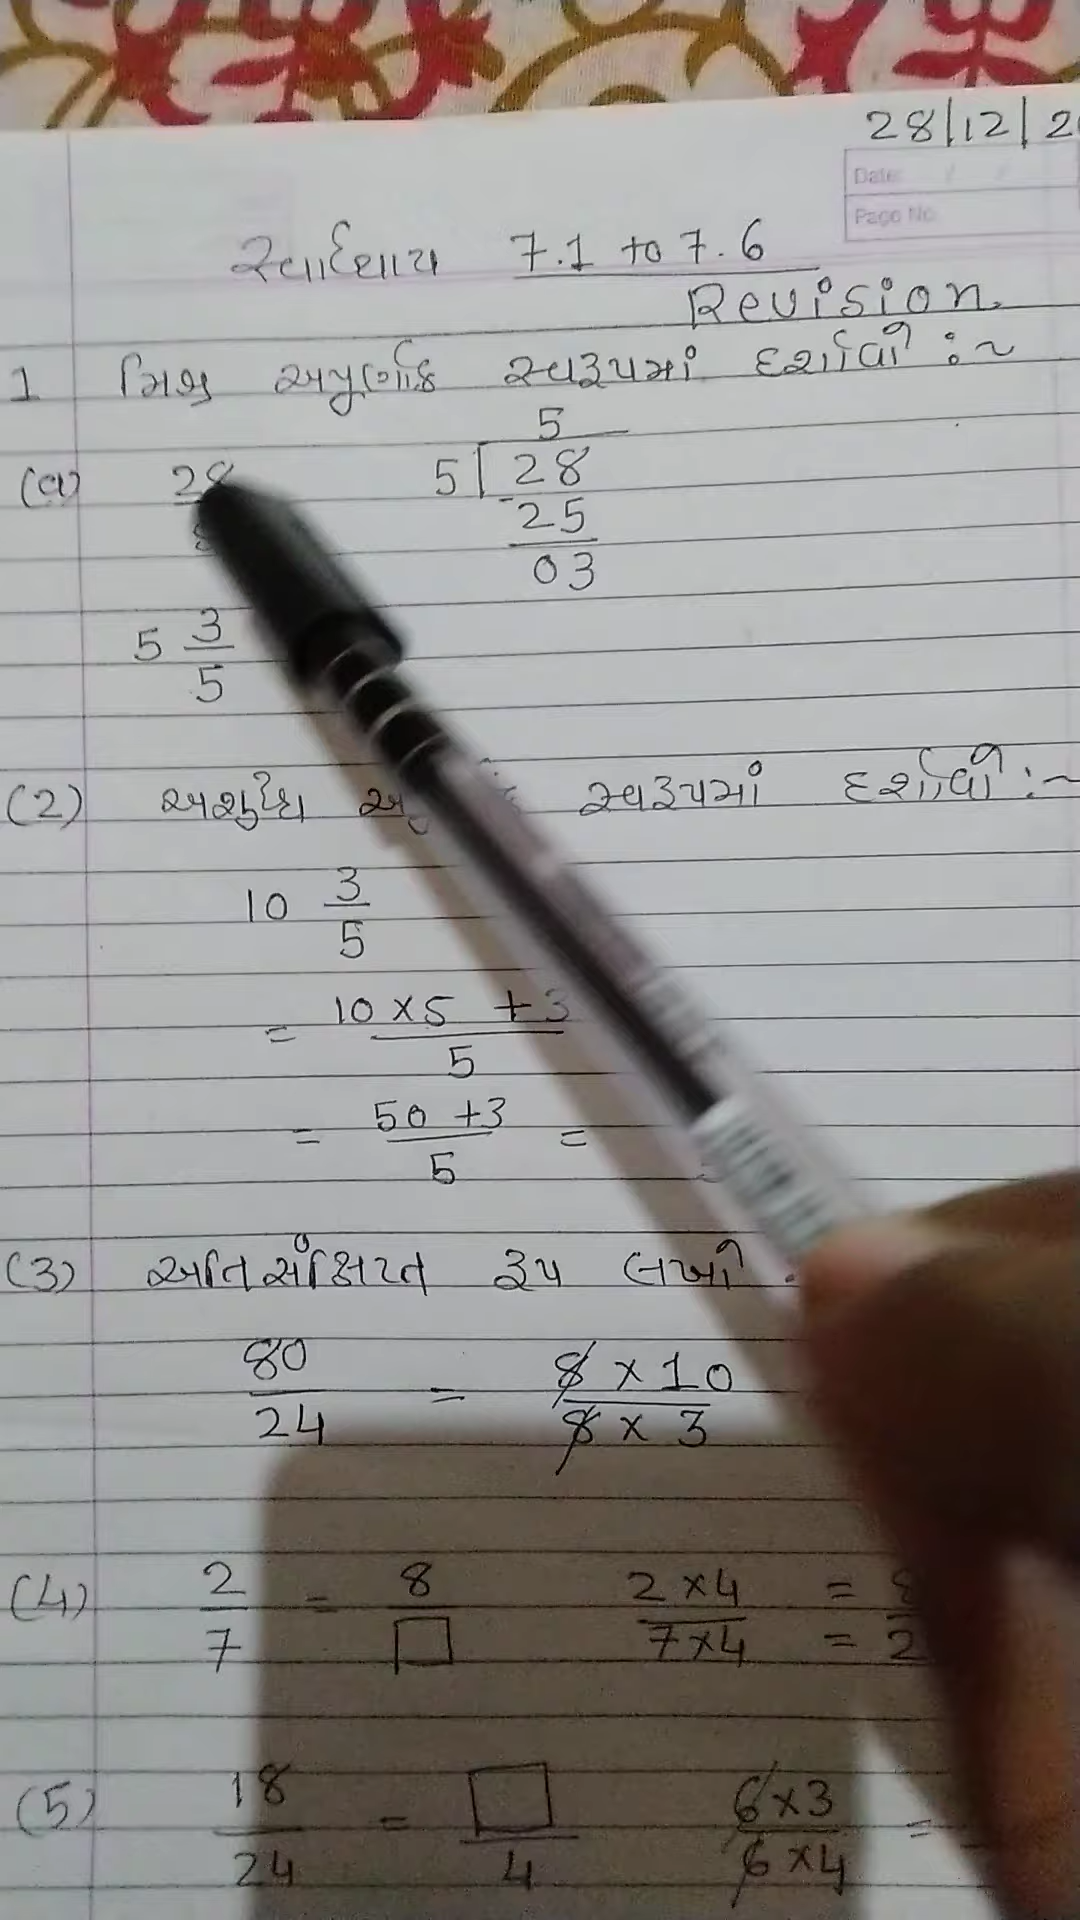 28/12/2
Date: / /
Page No.
સ્વાધ્યાય 7.1 to 7.6
Revision
1 મિશ્ર અપૂર્ણાંક સ્વરૂપમાં દર્શાવો :~
(a) 28 5
5 28
- 25
03
5 3/5
(2) અશુદ્ધ સ્વરૂપમાં દર્શાવો :~
10 3/5
= 10 × 5 + 3 / 5
= 50 + 3 / 5 =
(3) અતિ સંક્ષિપ્ત રૂપ લખો
80/24 = 8 × 10 / 8 × 3
(4) 2/7 = 8/□ 2 × 4 / 7 × 4 = =
(5) 18/24 = □/4 6 × 3 / 6 × 4 =